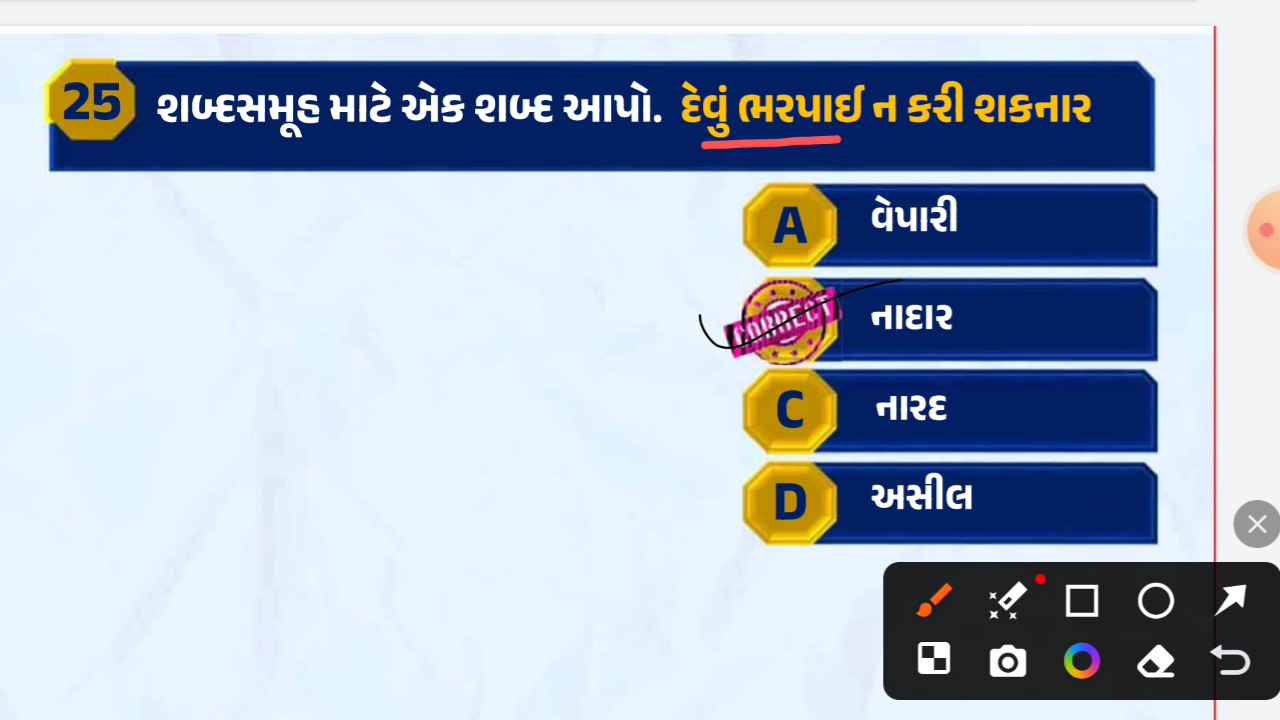 25 શબ્દસમૂહ માટે એક શબ્દ આપો. દેવું ભરપાઈ ન કરી શકનાર
A વેપારી
CORRECT નાદાર
C નારદ
D અસીલ